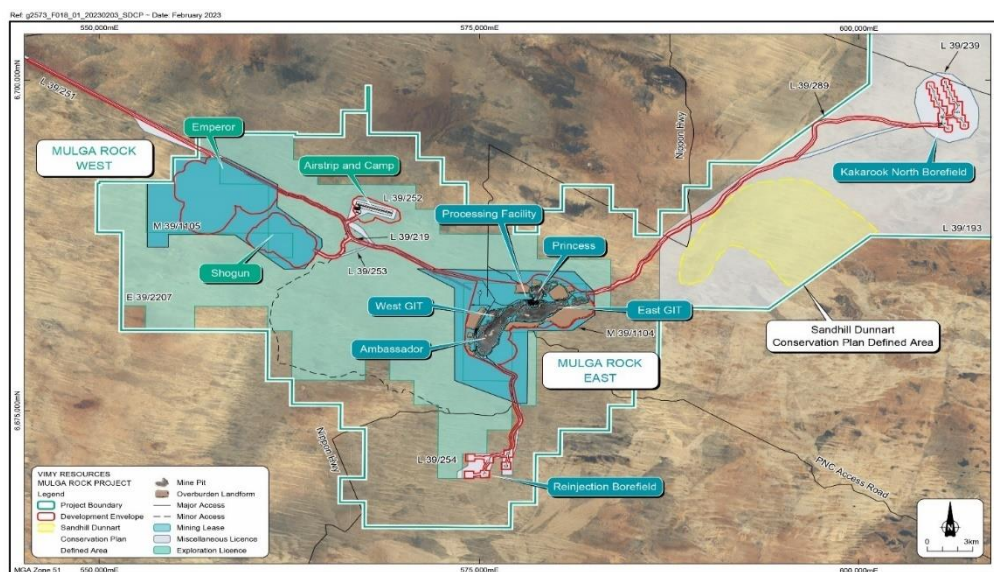 Ref: g2573_F018_01_20230203_SDCP ~ Date: February 2023
550,000mE
575,000mE
600,000mE
6,700,000mN
L 39/251
L 39/239
L 39/289
Nippon Hwy
Emperor
MULGA ROCK
WEST
Airstrip and Camp
Kakarook North Borefield
L 39/252
Processing Facility
M 39/1105
L 39/219
Princess
L 39/193
Shogun
L 39/253
E 39/2207
West GIT
East GIT
M 39/1104
Sandhill Dunnart
Conservation Plan Defined Area
Ambassador
MULGA ROCK
EAST
6,675,000mN
Nippon Hwy
L 39/254
PNC Access Road
Reinjection Borefield
VIMY RESOURCES
MULGA ROCK PROJECT
Legend
Project Boundary
Development Envelope
Sandhill Dunnart
Conservation Plan
Defined Area
Mine Pit
Overburden Landform
Major Access
Minor Access
Mining Lease
Miscellaneous Licence
Exploration Licence
0 3km
MGA Zone 51
550,000mE
575,000mE
600,000mE